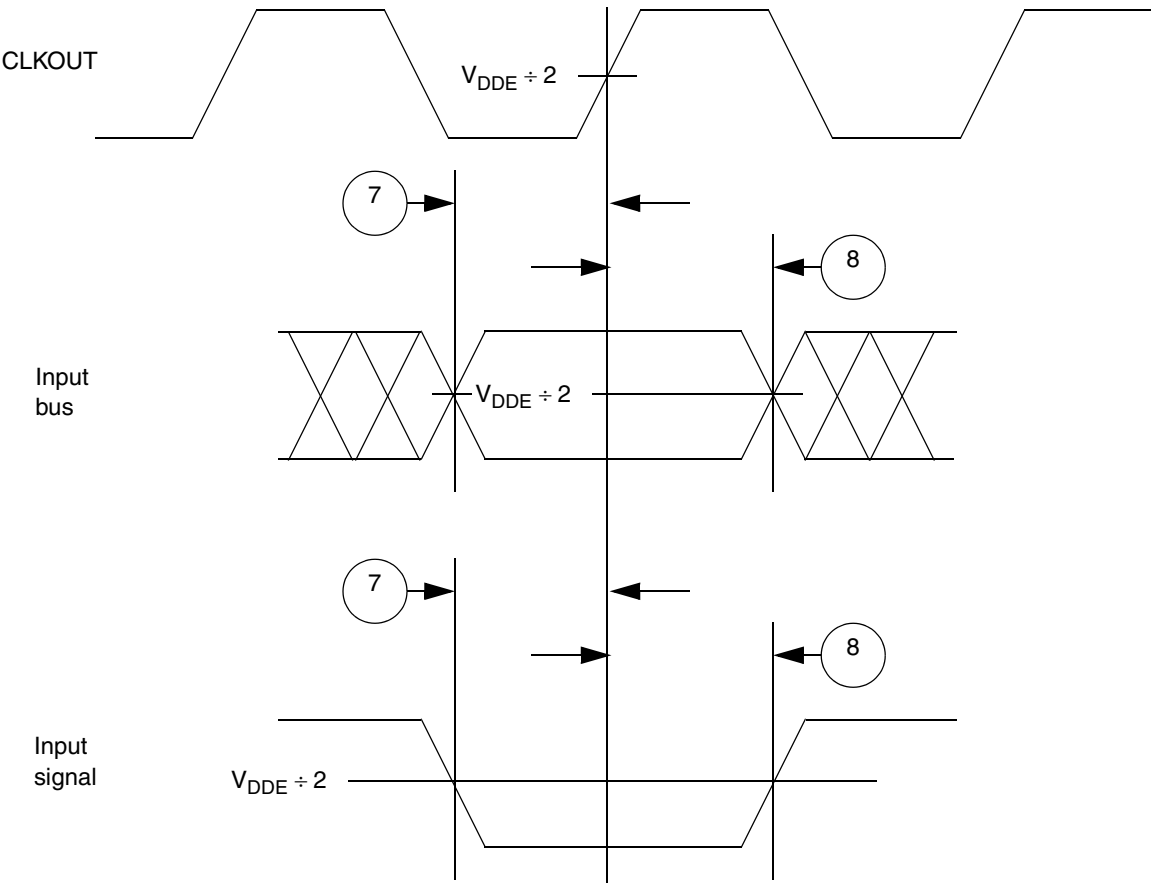 CLKOUT
VDDE ÷ 2
7
8
Input
bus
VDDE ÷ 2
7
8
Input
signal
VDDE ÷ 2